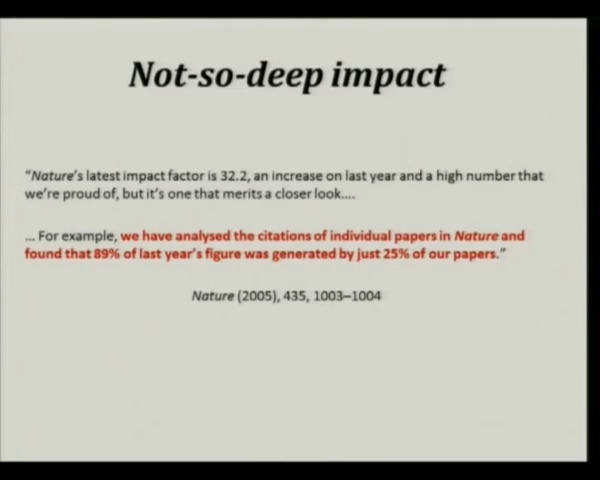 Not-so-deep impact
“Nature’s latest impact factor is 32.2, an increase on last year and a high number that
we’re proud of, but it’s one that merits a closer look....
... For example, we have analysed the citations of individual papers in Nature and
found that 89% of last year’s figure was generated by just 25% of our papers.”
Nature (2005), 435, 1003–1004